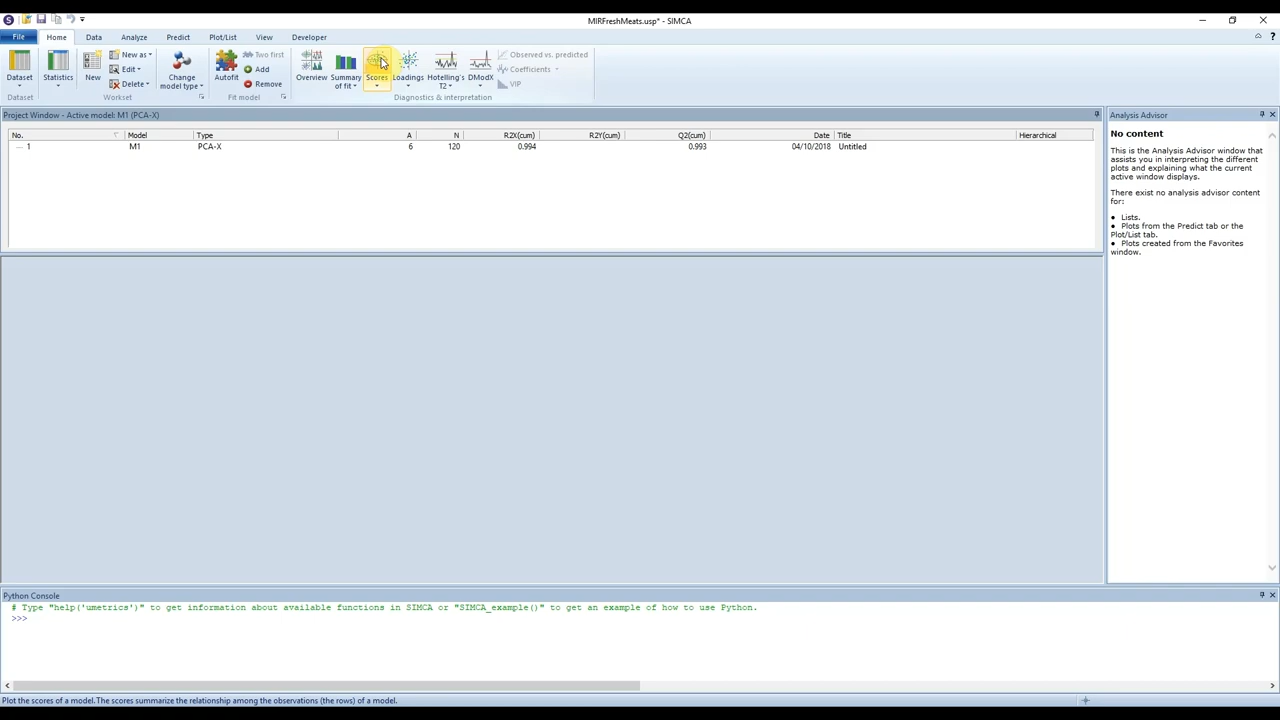 MIRFreshMeats.usp* - SIMCA
File Home Data Analyze Predict Plot/List View Developer
Dataset
Dataset
Statistics
New
New as
Edit
Delete
Workset
Change
model type
Autofit
Two first
Add
Remove
Fit model
Overview
Summary
of fit
Scores
Loadings
Hotelling's
T2
DModX
Observed vs. predicted
Coefficients
VIP
Diagnostics & interpretation
Project Window - Active model: M1 (PCA-X)
No. Model Type A N R2X(cum) R2Y(cum) Q2(cum) Date Title Hierarchical
1 M1 PCA-X 6 120 0.994 0.993 04/10/2018 Untitled
Analysis Advisor
No content
This is the Analysis Advisor window that
assists you in interpreting the different
plots and explaining what the current
active window displays.
There exist no analysis advisor content
for:
● Lists.
● Plots from the Predict tab or the
Plot/List tab.
● Plots created from the Favorites
window.
Python Console
# Type "help('umetrics')" to get information about available functions in SIMCA or "SIMCA_example()" to get an example of how to use Python.
>>>
Plot the scores of a model. The scores summarize the relationship among the observations (the rows) of a model.